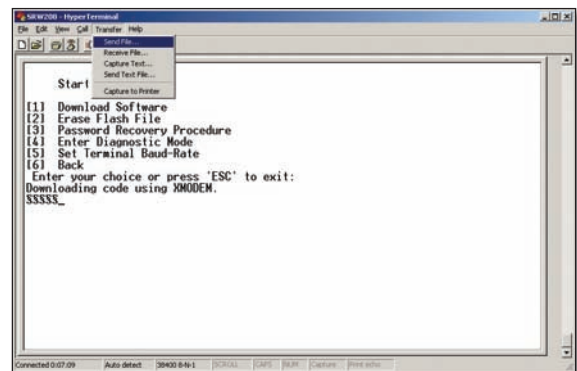 SRW208 - HyperTerminal
File Edit View Call Transfer Help
Send File...
Receive File...
Capture Text...
Send Text File...
Capture to Printer
Start
[1] Download Software
[2] Erase Flash File
[3] Password Recovery Procedure
[4] Enter Diagnostic Mode
[5] Set Terminal Baud-Rate
[6] Back
Enter your choice or press 'ESC' to exit:
Downloading code using XMODEM.
§§§§§_
Connected 0:07:09 Auto detect 38400 8-N-1 SCROLL CAPS NUM Capture Print echo